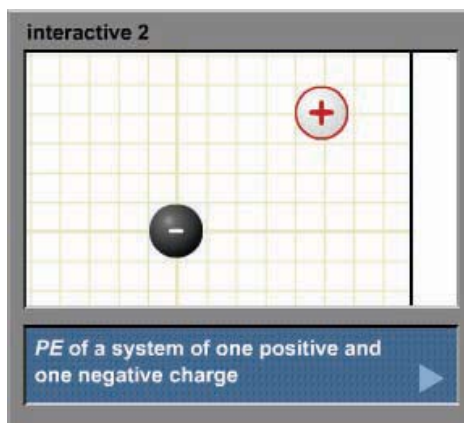 interactive 2
+
-
PE of a system of one positive and
one negative charge